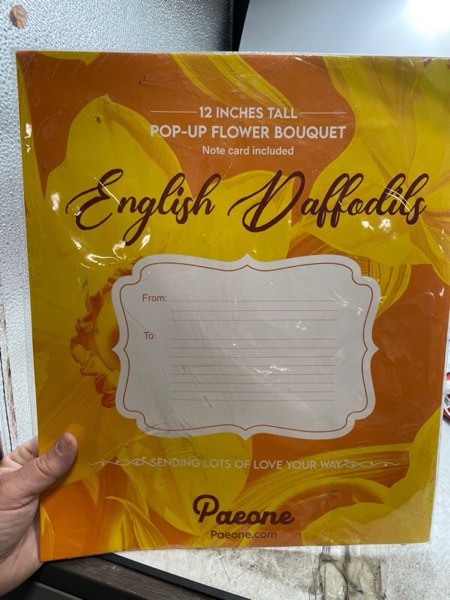 12 INCHES TALL
POP-UP FLOWER BOUQUET
Note card included
English Daffodils
From:
To:
SENDING LOTS OF LOVE YOUR WAY
Paeone
Paeone.com